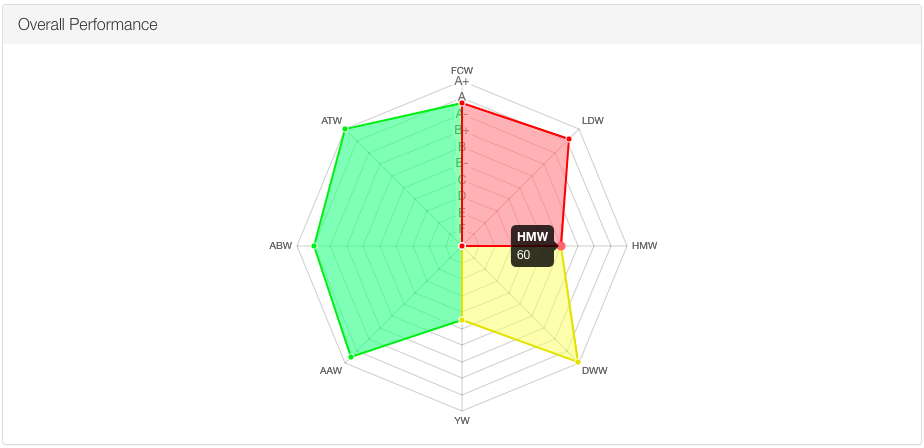 Overall Performance
FCW
A+
A
A-
B+
B
B-
C
D
E
F
ATW
LDW
ABW
HMW
60
HMW
AAW
DWW
YW